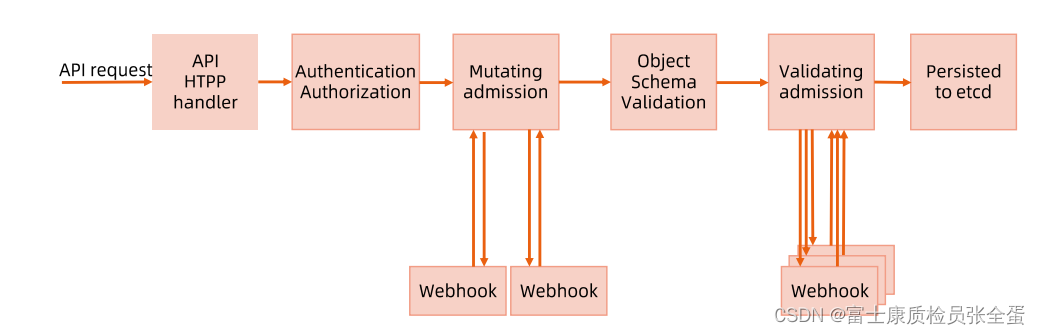 API request
API
HTPP
handler
Authentication
Authorization
Mutating
admission
Object
Schema
Validation
Validating
admission
Persisted
to etcd
Webhook
Webhook
Webhook
CSDN @富士康质检员张全蛋